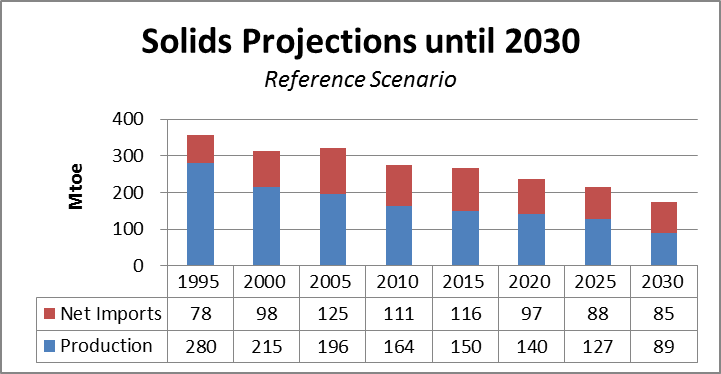 Solids Projections until 2030
Reference Scenario
Mtoe
400
300
200
100
0
1995 2000 2005 2010 2015 2020 2025 2030
Net Imports 78 98 125 111 116 97 88 85
Production 280 215 196 164 150 140 127 89